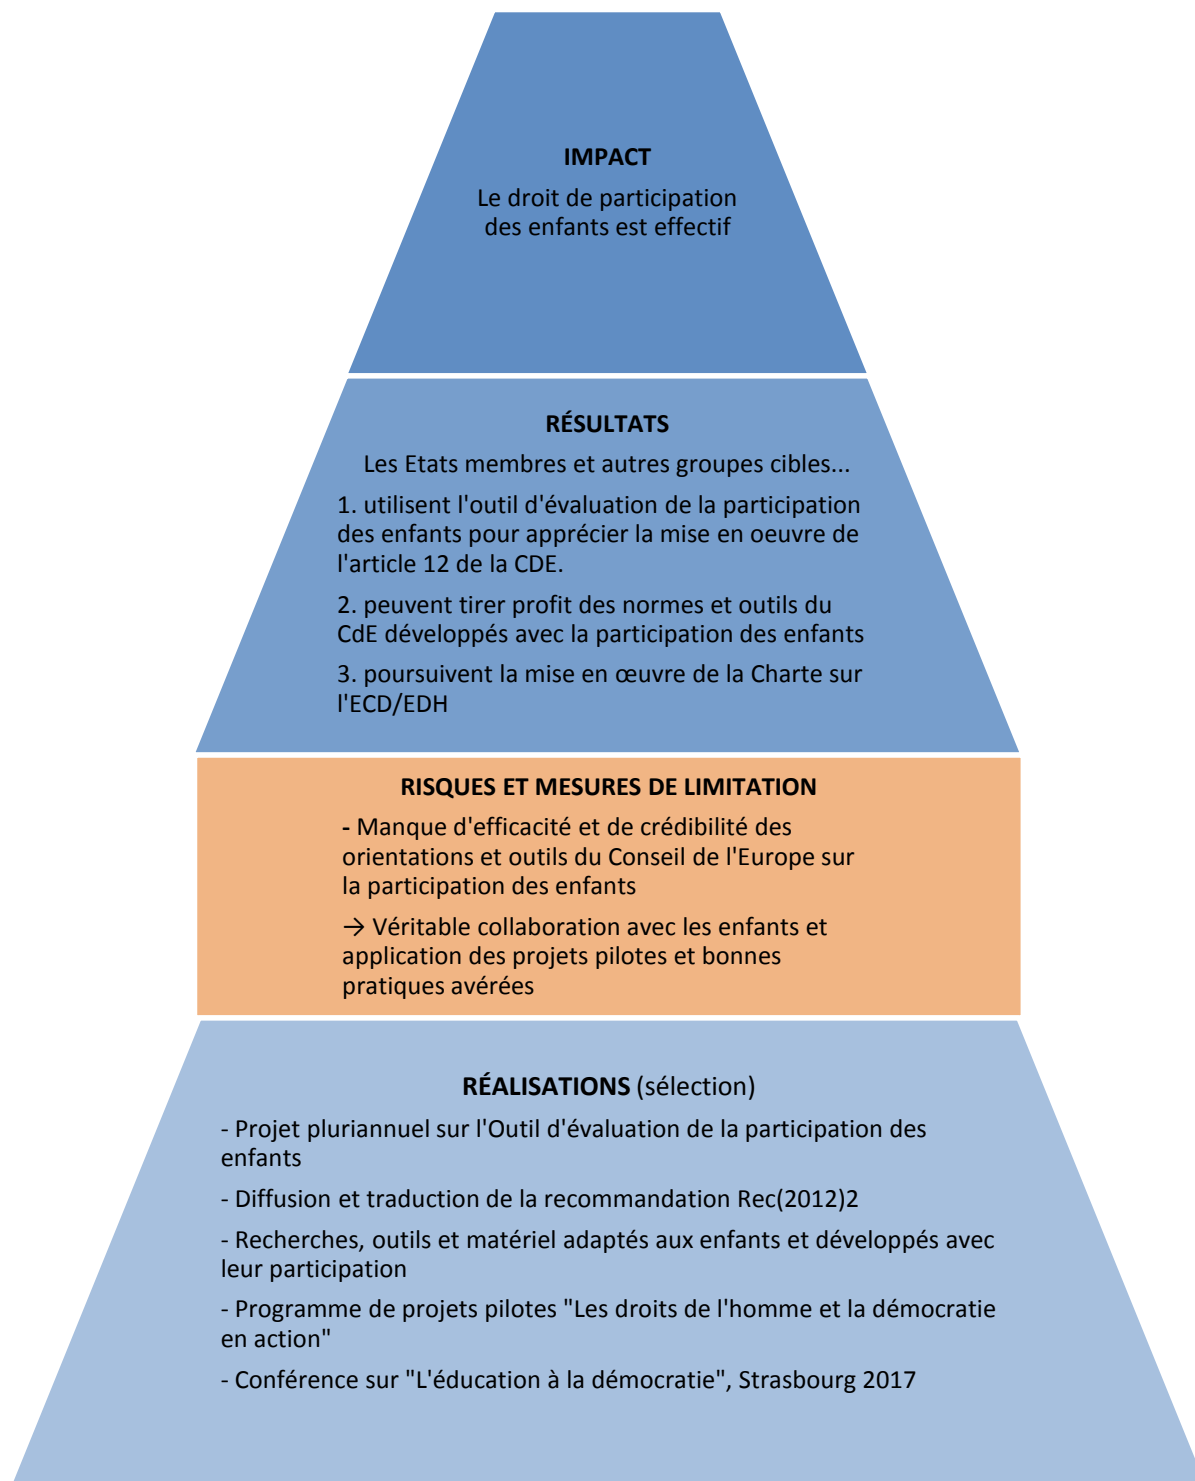 IMPACT
Le droit de participation
des enfants est effectif
RÉSULTATS
Les Etats membres et autres groupes cibles...
1. utilisent l'outil d'évaluation de la participation
des enfants pour apprécier la mise en oeuvre de
l'article 12 de la CDE.
2. peuvent tirer profit des normes et outils du
CdE développés avec la participation des enfants
3. poursuivent la mise en œuvre de la Charte sur
l'ECD/EDH
RISQUES ET MESURES DE LIMITATION
- Manque d'efficacité et de crédibilité des
orientations et outils du Conseil de l'Europe sur
la participation des enfants
→ Véritable collaboration avec les enfants et
application des projets pilotes et bonnes
pratiques avérées
RÉALISATIONS (sélection)
- Projet pluriannuel sur l'Outil d'évaluation de la participation des
enfants
- Diffusion et traduction de la recommandation Rec(2012)2
- Recherches, outils et matériel adaptés aux enfants et développés avec
leur participation
- Programme de projets pilotes "Les droits de l'homme et la démocratie
en action"
- Conférence sur "L'éducation à la démocratie", Strasbourg 2017